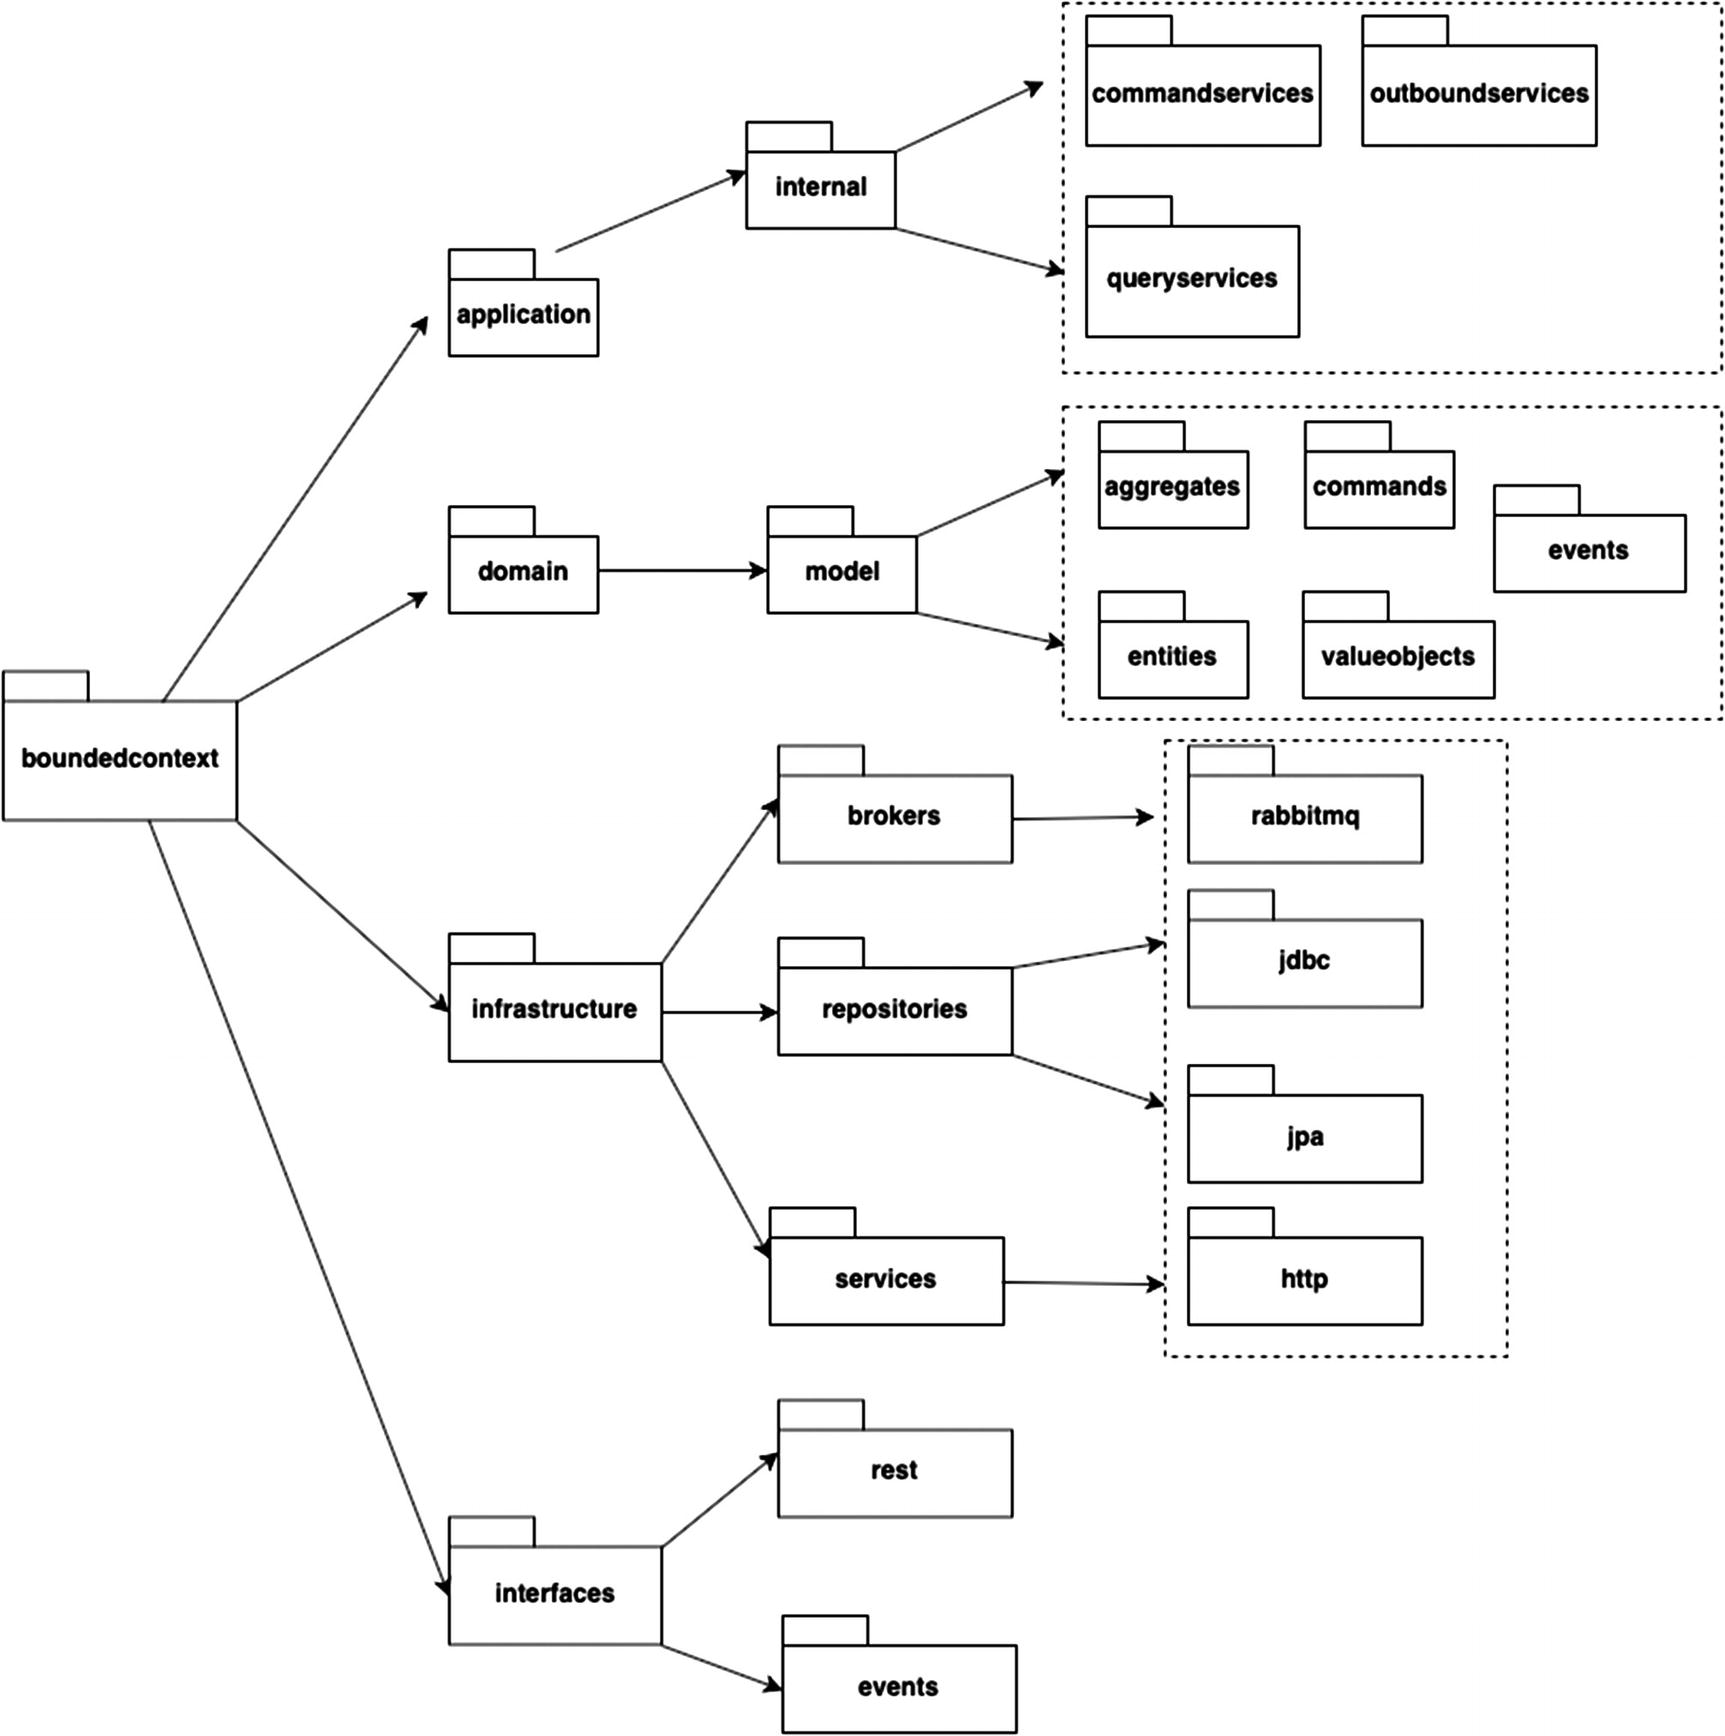 commandservices
outboundservices
internal
queryservices
application
aggregates
commands
events
domain
model
entities
valueobjects
boundedcontext
brokers
rabbitmq
jdbc
infrastructure
repositories
jpa
services
http
rest
interfaces
events